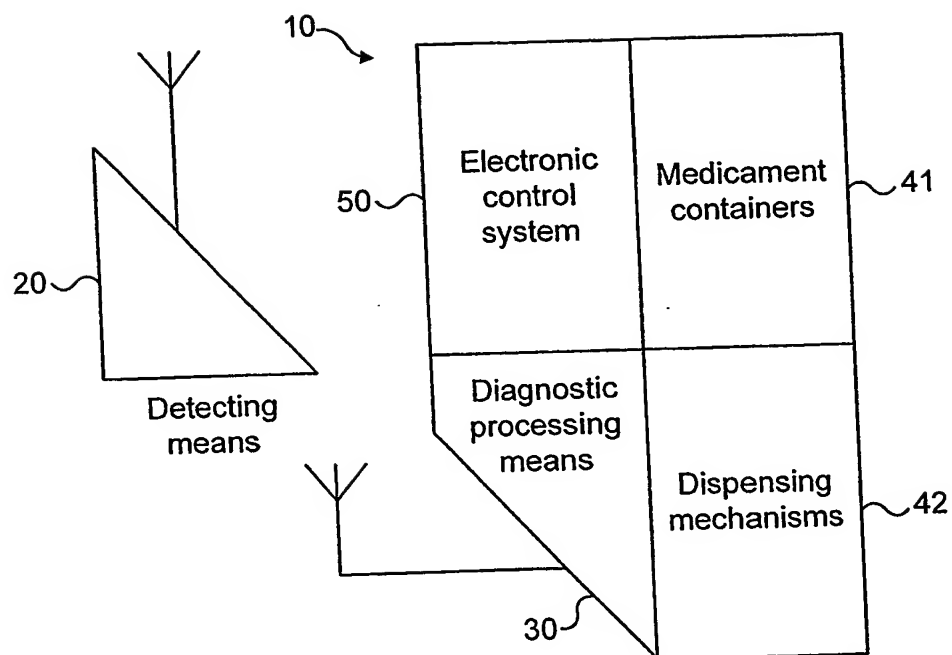 10
Electronic
control
system
50
Medicament
containers
41
20
Detecting
means
Diagnostic
processing
means
Dispensing
mechanisms
42
30